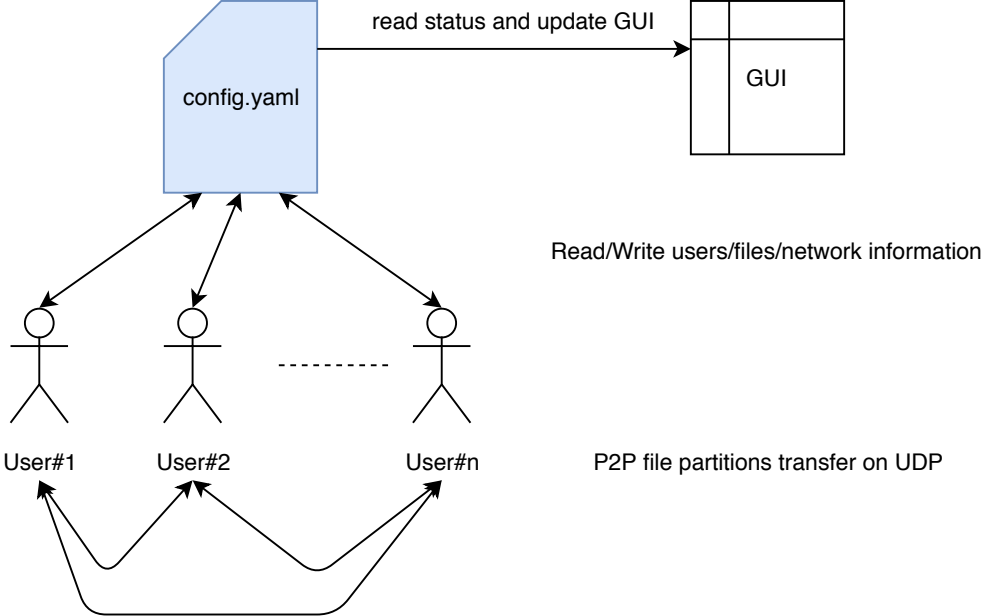 read status and update GUI
config.yaml
GUI
Read/Write users/files/network information
User#1
User#2
User#n
P2P file partitions transfer on UDP